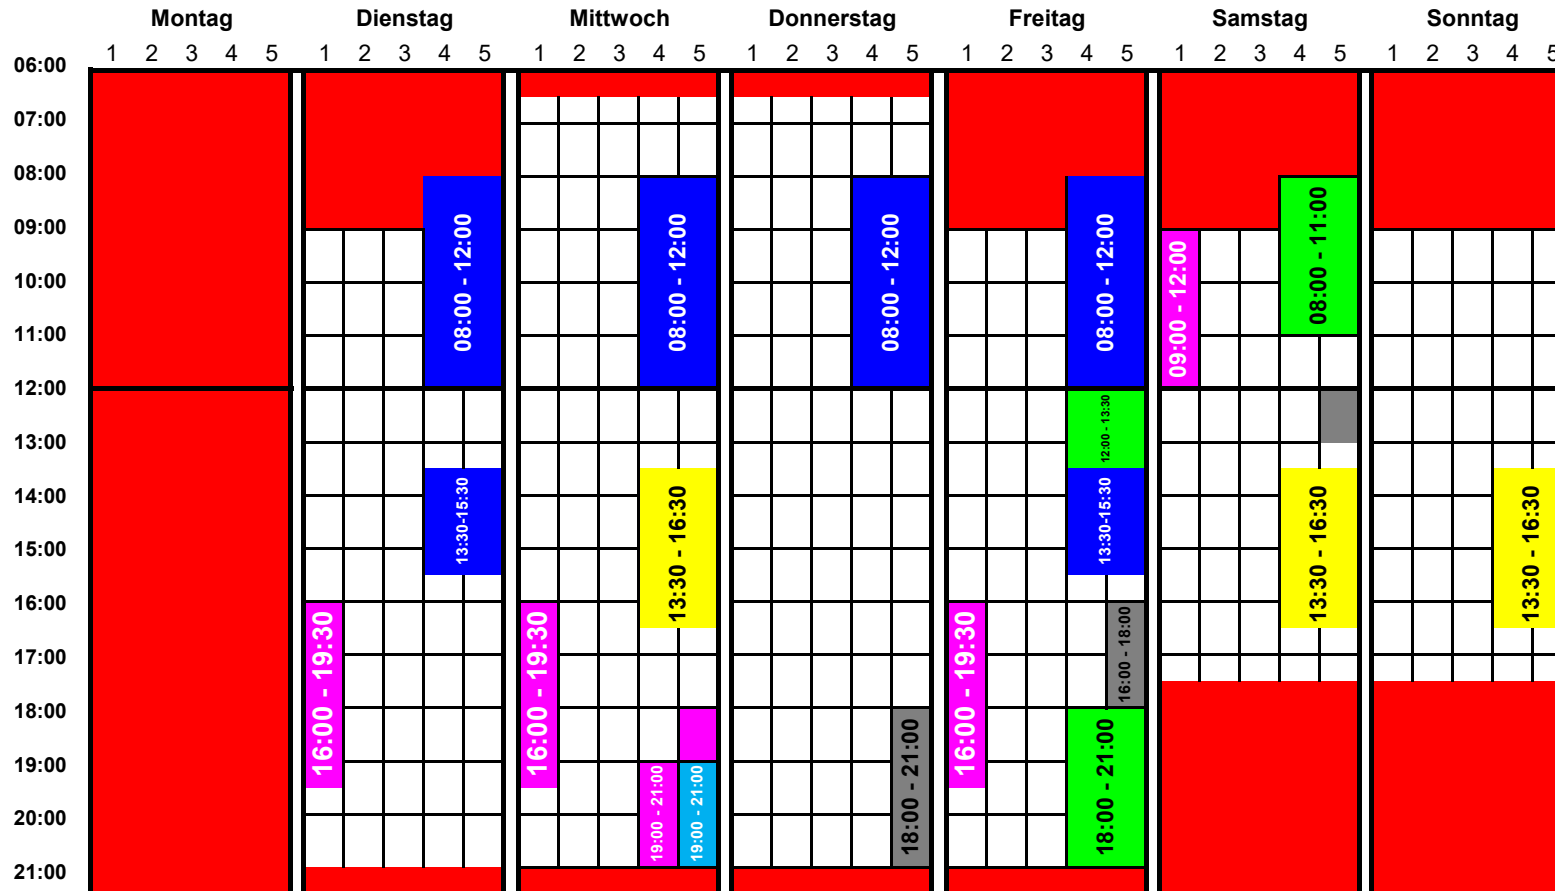 Montag Dienstag Mittwoch Donnerstag Freitag Samstag Sonntag
1 2 3 4 5 1 2 3 4 5 1 2 3 4 5 1 2 3 4 5 1 2 3 4 5 1 2 3 4 5 1 2 3 4 5
06:00
07:00
08:00
09:00
10:00
11:00
12:00
13:00
14:00
15:00
16:00
17:00
18:00
19:00
20:00
21:00
08:00 - 12:00
13:30-15:30
16:00 - 19:30
08:00 - 12:00
13:30 - 16:30
16:00 - 19:30
19:00 - 21:00
19:00 - 21:00
08:00 - 12:00
18:00 - 21:00
08:00 - 12:00
12:00 - 13:30
13:30-15:30
16:00 - 19:30
16:00 - 18:00
18:00 - 21:00
09:00 - 12:00
08:00 - 11:00
13:30 - 16:30
13:30 - 16:30